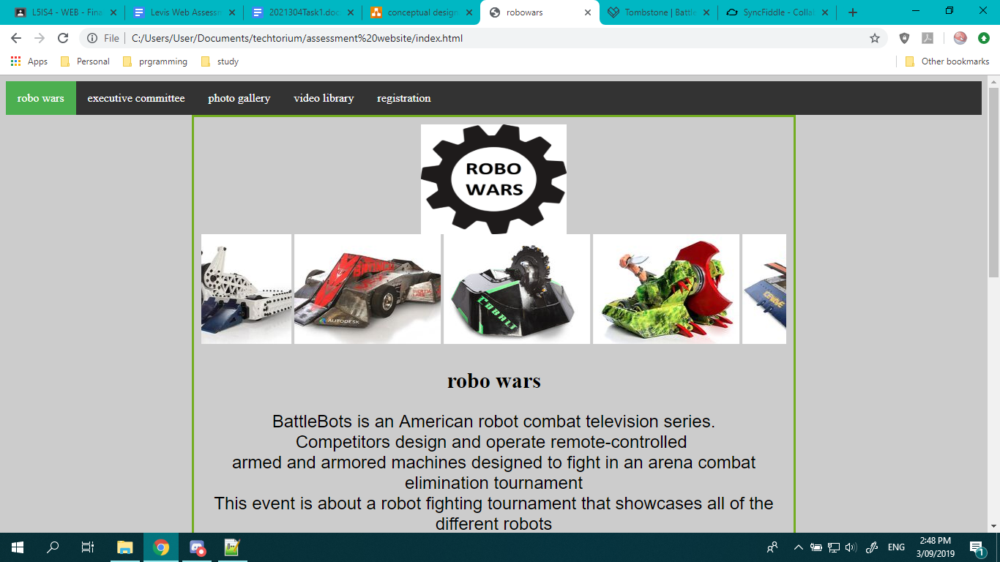 L5IS4 - WEB - Fina
Levis Web Assessn
2021304Task1.doc
conceptual design
robowars
Tombstone | Battle
SyncFiddle - Colla
File
C:/Users/User/Documents/techtorium/assessment%20website/index.html
Apps
Personal
prgramming
study
Other bookmarks
robo wars
executive committee
photo gallery
video library
registration
ROBO
WARS
AUTODESK
INERTIA
LABS
COBALT
robo wars
BattleBots is an American robot combat television series.
Competitors design and operate remote-controlled
armed and armored machines designed to fight in an arena combat
elimination tournament
This event is about a robot fighting tournament that showcases all of the
different robots
ENG
2:48 PM
3/09/2019
1